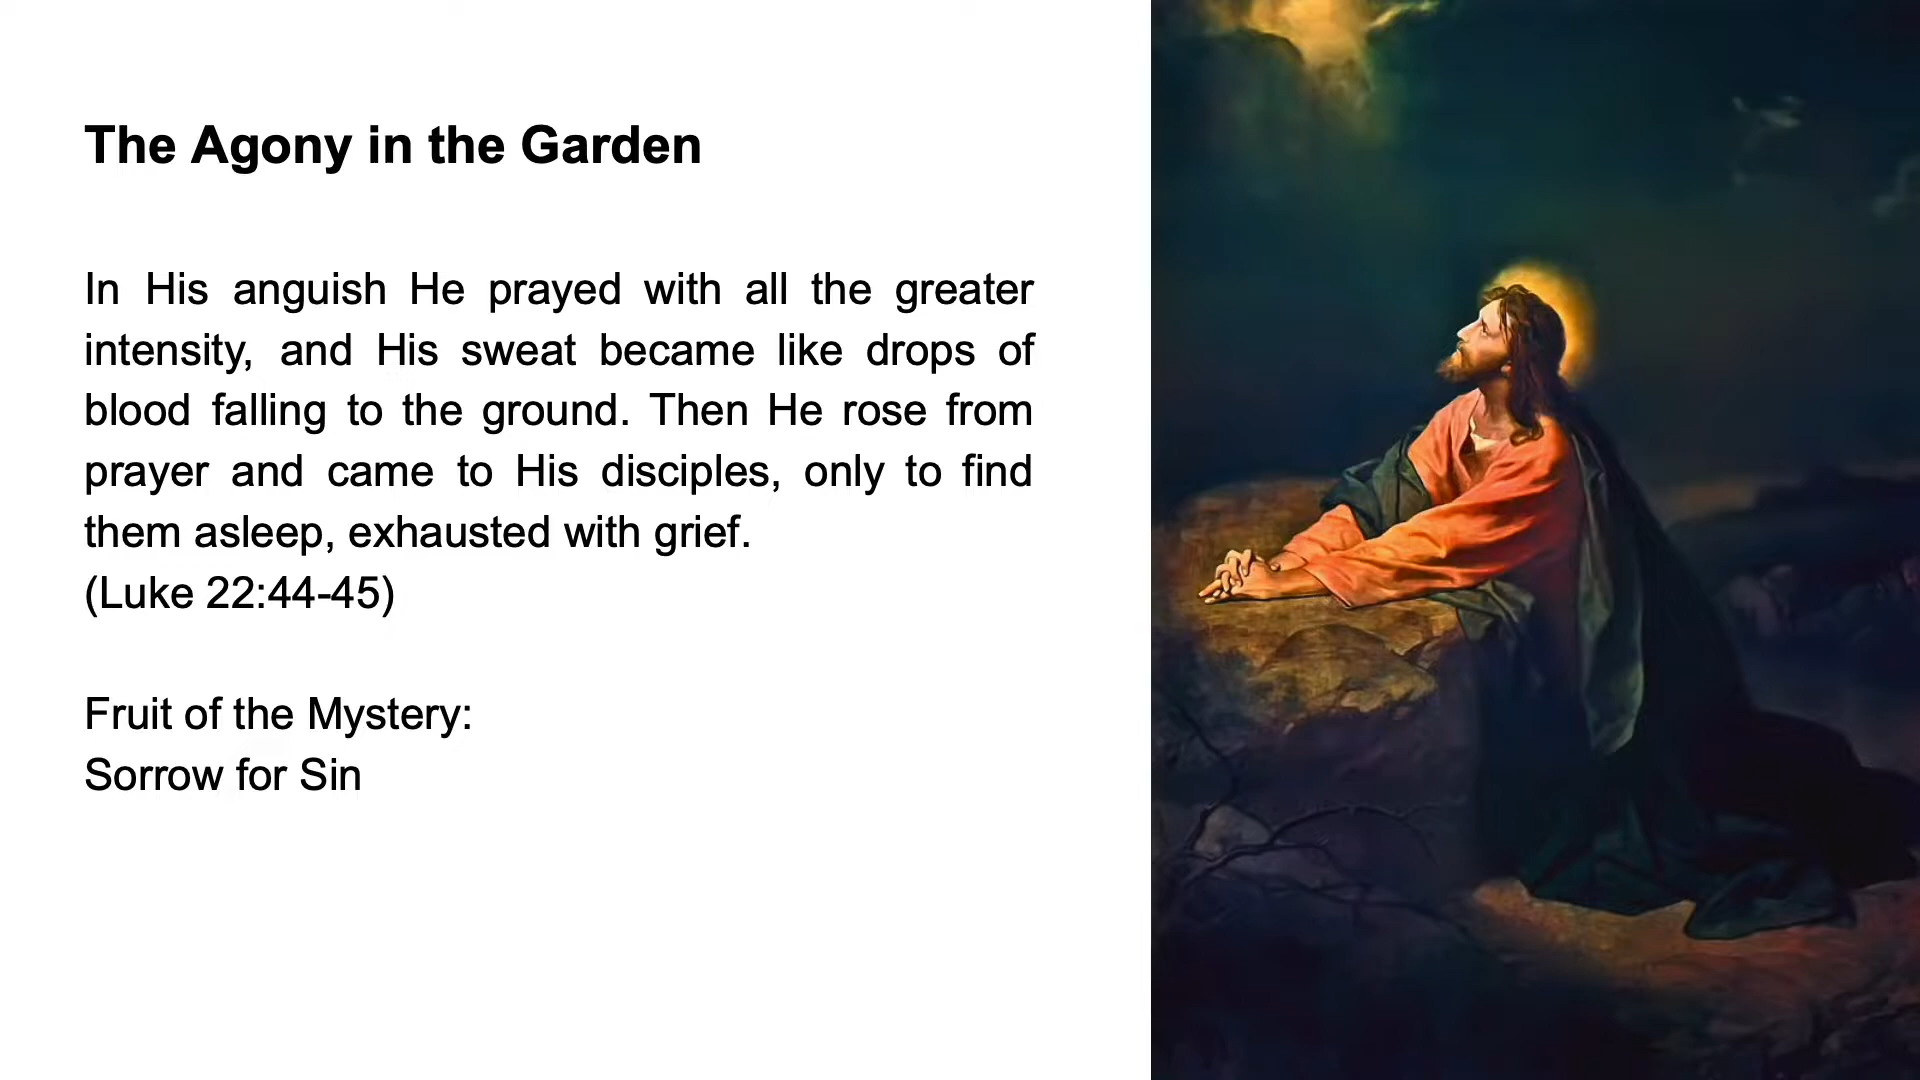 The Agony in the Garden
In His anguish He prayed with all the greater
intensity, and His sweat became like drops of
blood falling to the ground. Then He rose from
prayer and came to His disciples, only to find
them asleep, exhausted with grief.
(Luke 22:44-45)
Fruit of the Mystery:
Sorrow for Sin